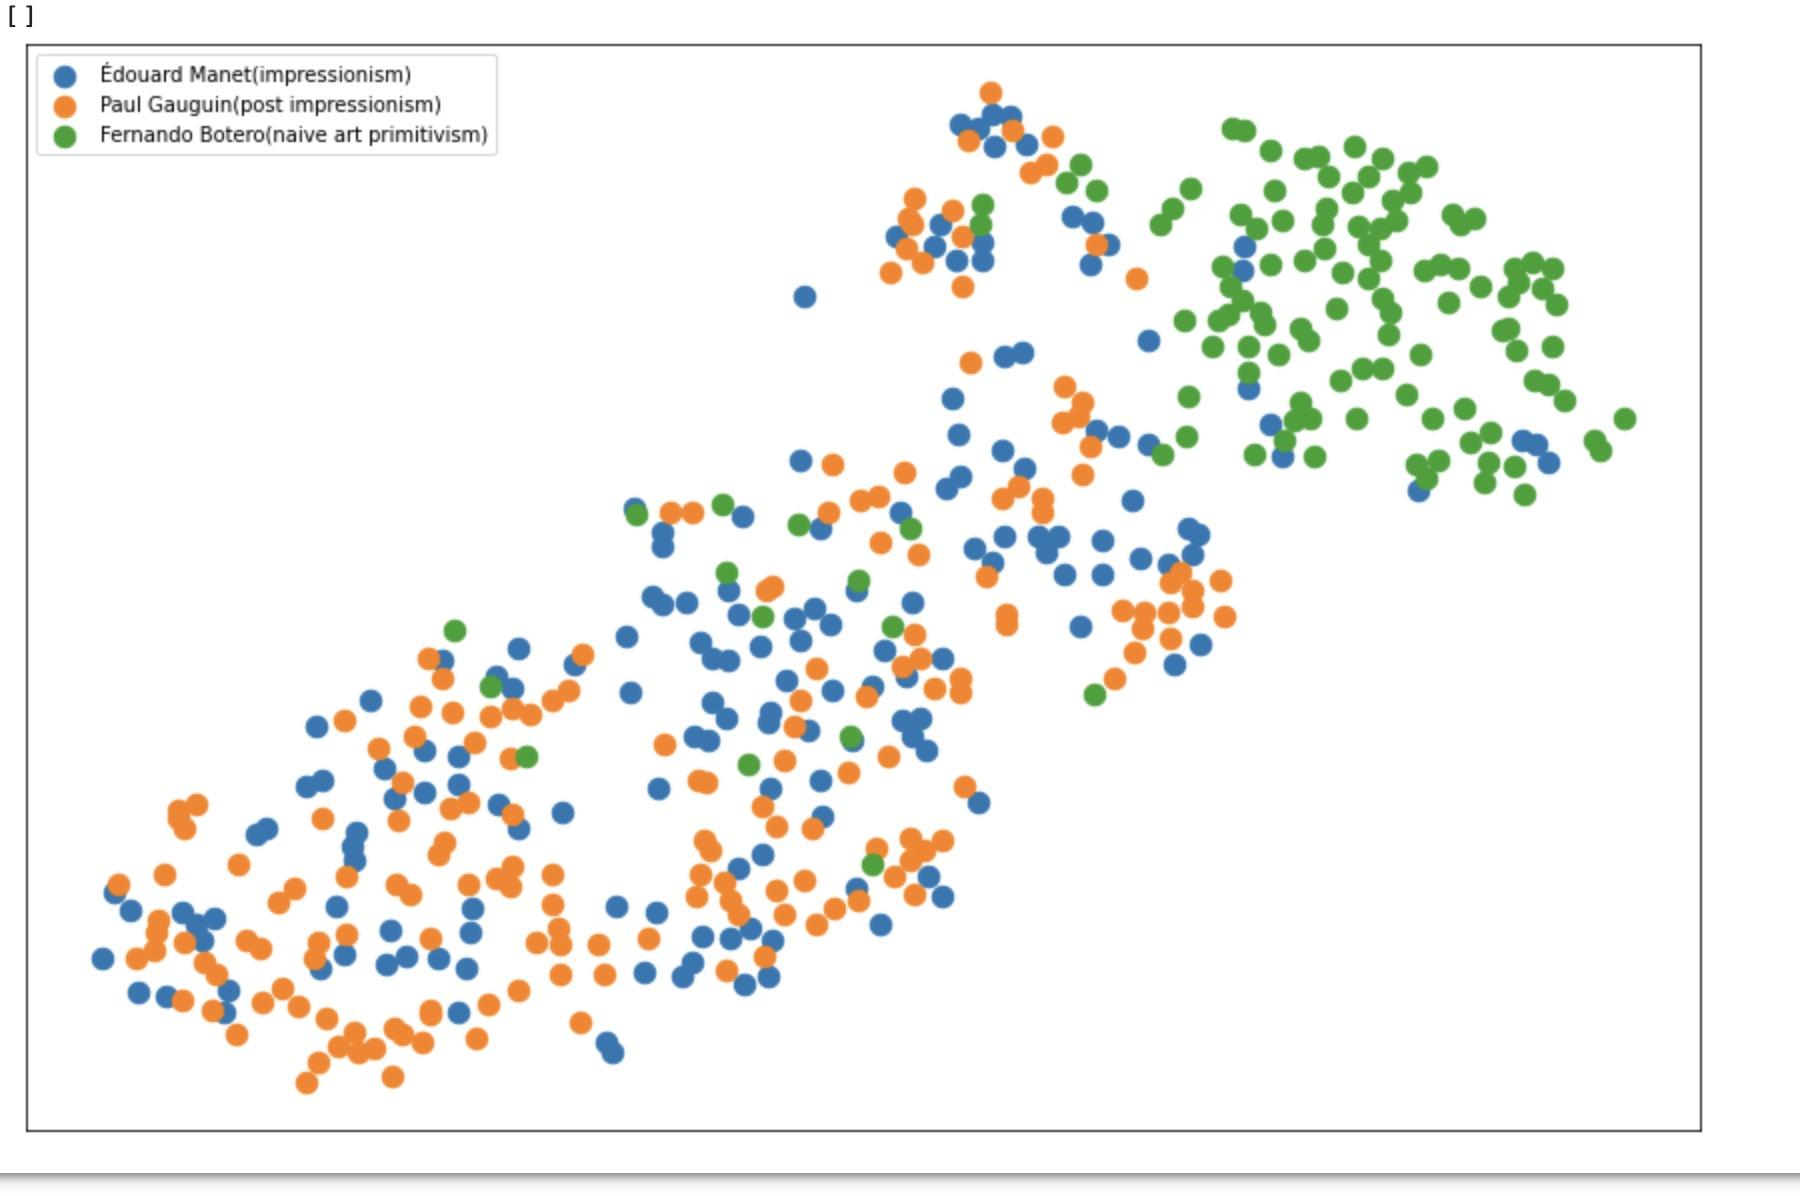 [ ]
Édouard Manet(impressionism)
Paul Gauguin(post impressionism)
Fernando Botero(naive art primitivism)